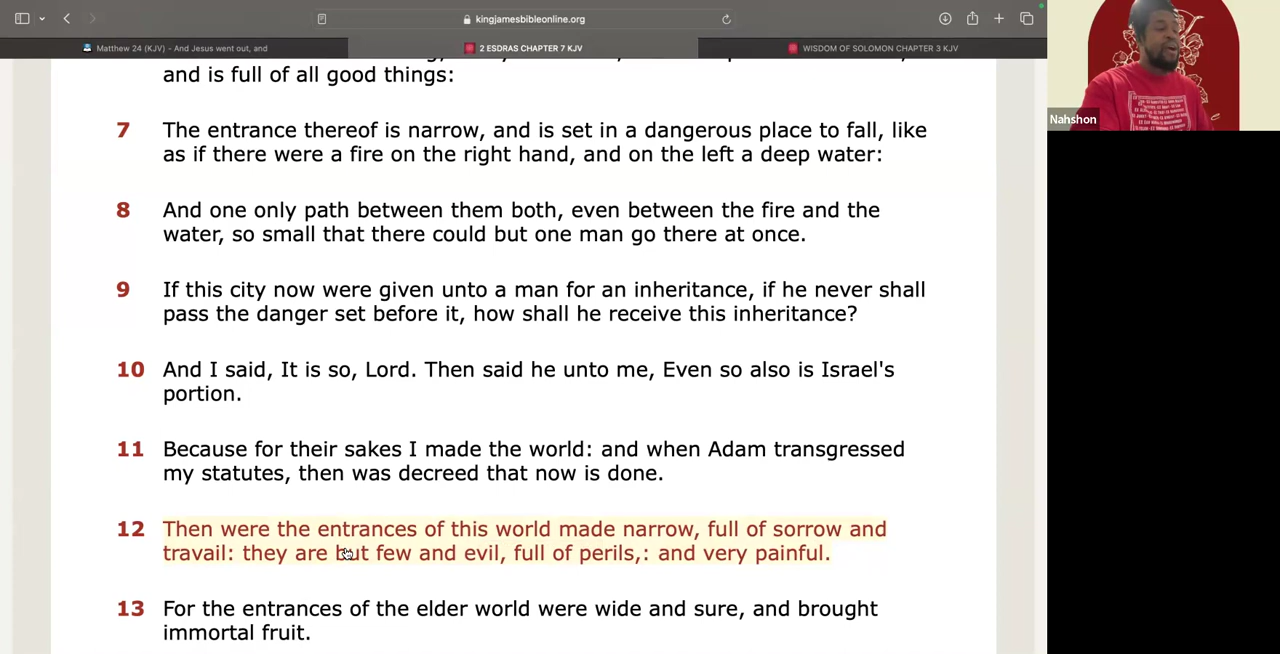 kingjamesbibleonline.org
Matthew 24 (KJV) - And Jesus went out, and
2 ESDRAS CHAPTER 7 KJV
WISDOM OF SOLOMON CHAPTER 3 KJV
and is full of all good things:
7 The entrance thereof is narrow, and is set in a dangerous place to fall, like
as if there were a fire on the right hand, and on the left a deep water:
8 And one only path between them both, even between the fire and the
water, so small that there could but one man go there at once.
9 If this city now were given unto a man for an inheritance, if he never shall
pass the danger set before it, how shall he receive this inheritance?
10 And I said, It is so, Lord. Then said he unto me, Even so also is Israel's
portion.
11 Because for their sakes I made the world: and when Adam transgressed
my statutes, then was decreed that now is done.
12 Then were the entrances of this world made narrow, full of sorrow and
travail: they are but few and evil, full of perils,: and very painful.
13 For the entrances of the elder world were wide and sure, and brought
immortal fruit.
Nahshon